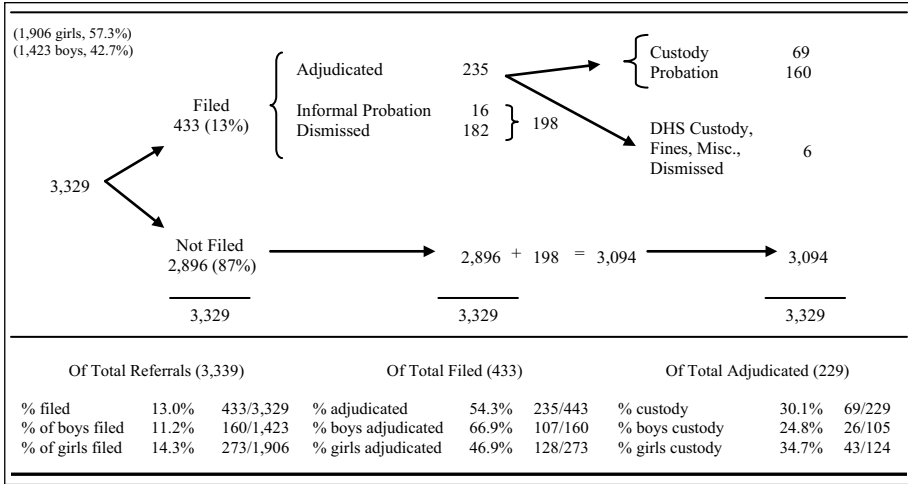 (1,906 girls, 57.3%)
(1,423 boys, 42.7%)
Custody 69
Probation 160
Adjudicated 235
Filed
433 (13%)
Informal Probation 16
Dismissed 182
198
DHS Custody,
Fines, Misc., 6
Dismissed
3,329
Not Filed
2,896 (87%)
2,896 + 198 = 3,094
3,094
3,329
3,329
3,329
Of Total Referrals (3,339)
% filed 13.0% 433/3,329
% of boys filed 11.2% 160/1,423
% of girls filed 14.3% 273/1,906
Of Total Filed (433)
% adjudicated 54.3% 235/443
% boys adjudicated 66.9% 107/160
% girls adjudicated 46.9% 128/273
Of Total Adjudicated (229)
% custody 30.1% 69/229
% boys custody 24.8% 26/105
% girls custody 34.7% 43/124